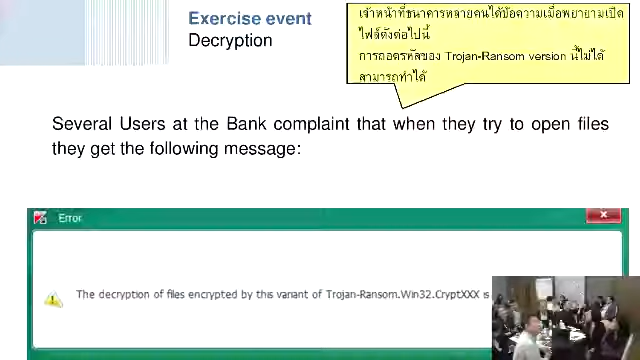 Exercise event
Decryption
เจ้าหน้าที่ธนาคารหลายคนได้ข้อความเมื่อพยายามเปิด
ไฟล์ดังต่อไปนี้
การถอดรหัสของ Trojan-Ransom version นี้ไม่ได้
สามารถทำได้
Several Users at the Bank complaint that when they try to open files
they get the following message:
Error
The decryption of files encrypted by this variant of Trojan-Ransom.Win32.CryptXXX is